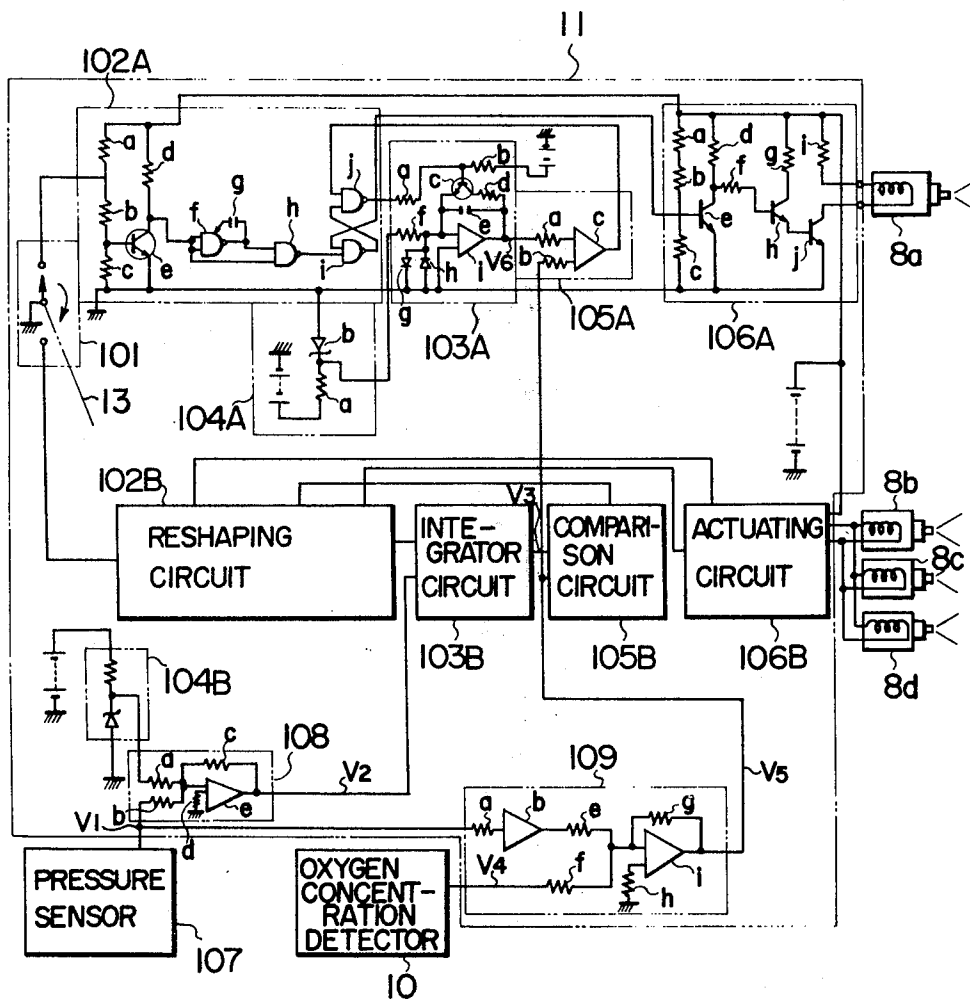 11
102A
a
d
b
g
f
h
c
e
j
i
a
b
c
d
f
e
g
h
i
V6
a
b
c
a
d
b
f
g
i
e
h
c
j
8a
101
13
104A
b
a
103A
105A
106A
102B
RESHAPING
CIRCUIT
INTE-
GRATOR
CIRCUIT
103B
V3
COMPARI-
SON
CIRCUIT
105B
ACTUATING
CIRCUIT
106B
8b
8c
8d
104B
108
a
b
c
d
e
V2
V1
PRESSURE
SENSOR
107
V4
OXYGEN
CONCENT-
RATION
DETECTOR
10
109
a
b
e
f
g
h
i
V5